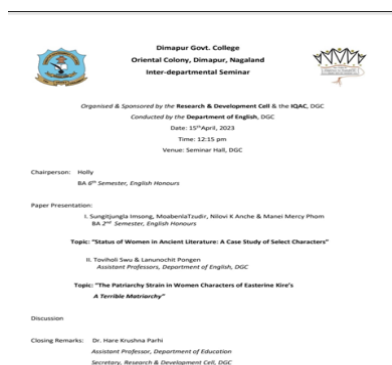 Dimapur Govt. College
Oriental Colony, Dimapur, Nagaland
Inter-departmental Seminar
Organised & Sponsored by the Research & Development Cell & the IQAC, DGC
Conducted by the Department of English, DGC
Date: 15thApril, 2023
Time: 12:15 pm
Venue: Seminar Hall, DGC
Chairperson: Holly
BA 6th Semester, English Honours
Paper Presentation:
I. Sungitjungla Imsong, MoabenlaTzudir, Nilovi K Anche & Manei Mercy Phom
BA 2nd Semester, English Honours
Topic: "Status of Women in Ancient Literature: A Case Study of Select Characters"
II. Toviholi Swu & Lanunochit Pongen
Assistant Professors, Department of English, DGC
Topic: "The Patriarchy Strain in Women Characters of Easterine Kire's
A Terrible Matriarchy"
Discussion
Closing Remarks: Dr. Hare Krushna Parhi
Assistant Professor, Department of Education
Secretary, Research & Development Cell, DGC